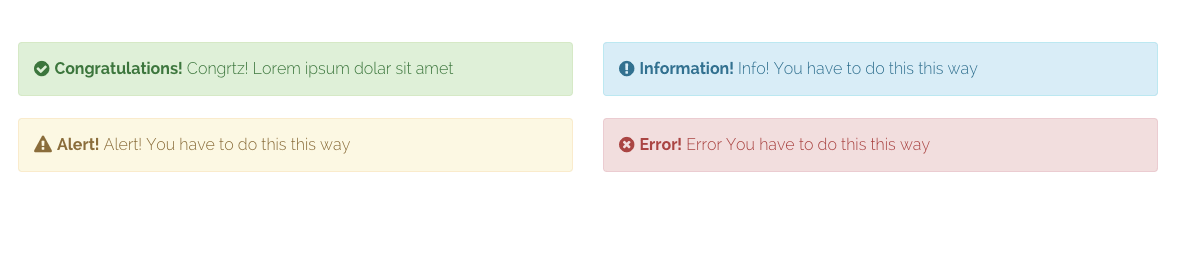 Congratulations! Congrtz! Lorem ipsum dolar sit amet
Information! Info! You have to do this this way
Alert! Alert! You have to do this this way
Error! Error You have to do this this way